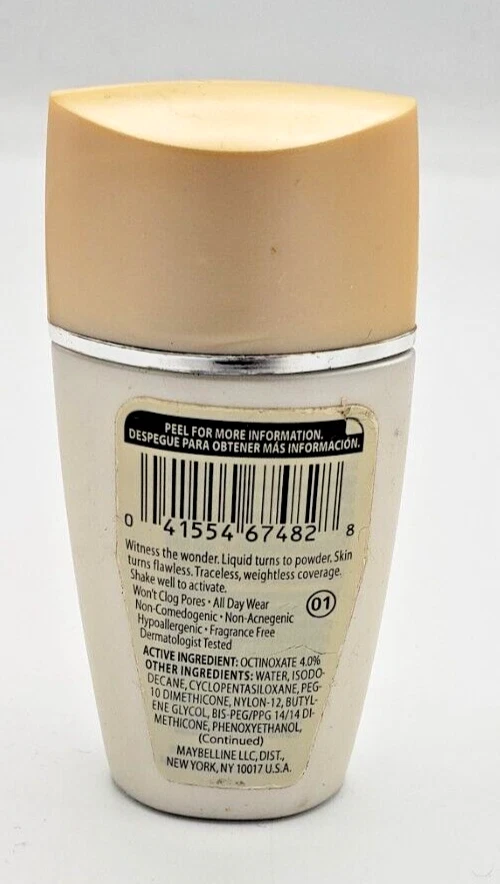 PEEL FOR MORE INFORMATION.
DESPEGUE PARA OBTENER MÁS INFORMACIÓN.
0 41554 67482 8
Witness the wonder. Liquid turns to powder. Skin
turns flawless. Traceless, weightless coverage.
Shake well to activate.
Won't Clog Pores • All Day Wear
Non-Comedogenic • Non-Acnegenic
01
Hypoallergenic • Fragrance Free
Dermatologist Tested
ACTIVE INGREDIENT: OCTINOXATE 4.0%
OTHER INGREDIENTS: WATER, ISODO-
DECANE, CYCLOPENTASILOXANE, PEG-
10 DIMETHICONE, NYLON-12, BUTYL-
ENE GLYCOL, BIS-PEG/PPG 14/14 DI-
METHICONE, PHENOXYETHANOL,
(Continued)
MAYBELLINE LLC, DIST.,
NEW YORK, NY 10017 U.S.A.